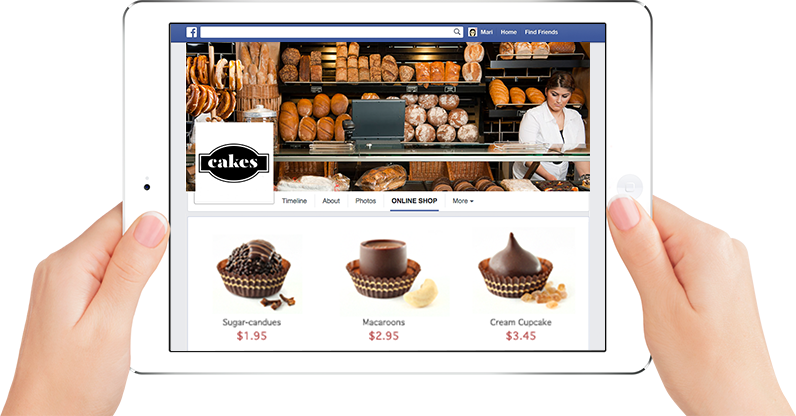 f
Mari Home Find Friends
cakes
Timeline About Photos ONLINE SHOP More
Sugar-candues Macaroons Cream Cupcake
$1.95 $2.95 $3.45